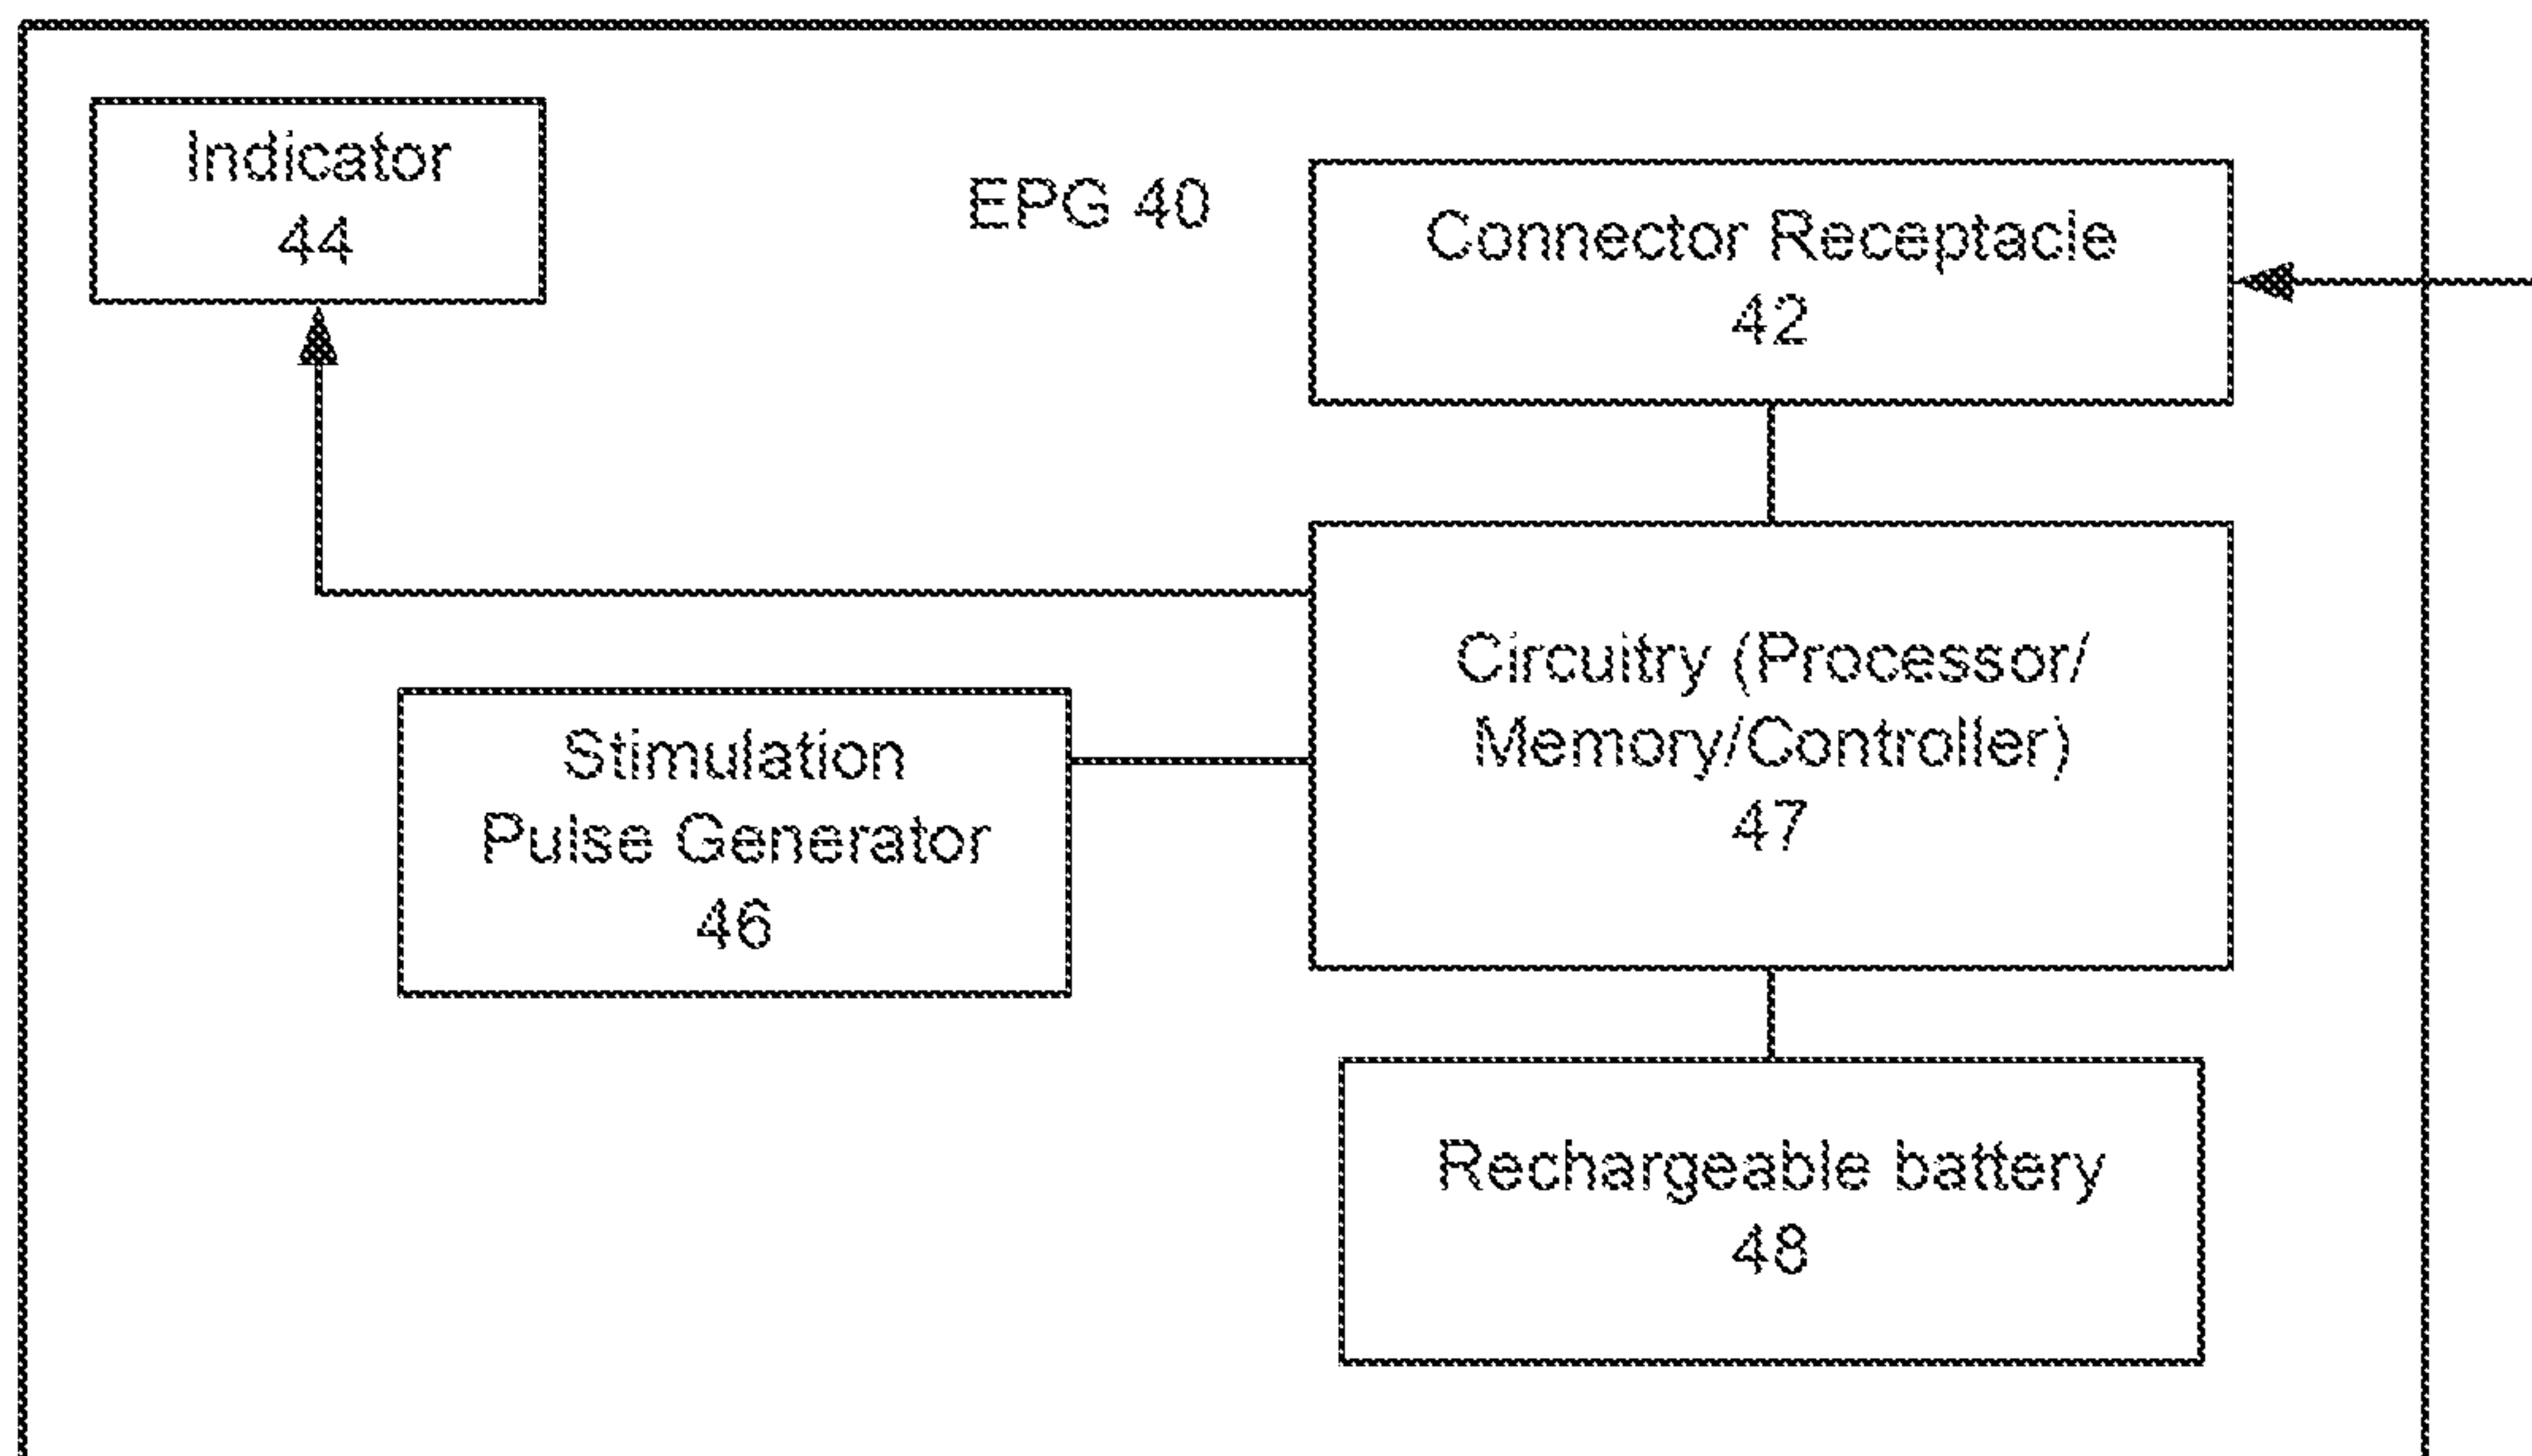 Indicator
44
EPG 40
Connector Receptacle
42
Circuitry (Processor/
Memory/Controller)
47
Stimulation
Pulse Generator
46
Rechargeable battery
48